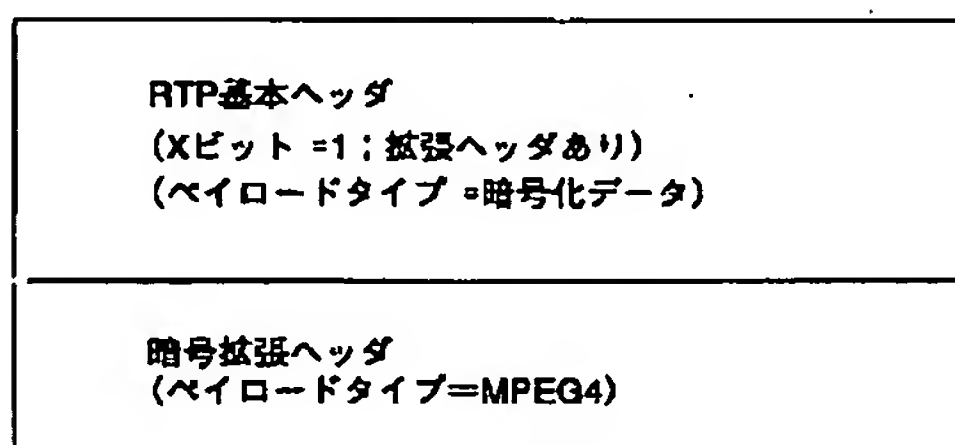 RTP基本ヘッダ
(Xビット =1 ; 拡張ヘッダあり)
(ペイロードタイプ =暗号化データ)
暗号拡張ヘッダ
(ペイロードタイプ=MPEG4)